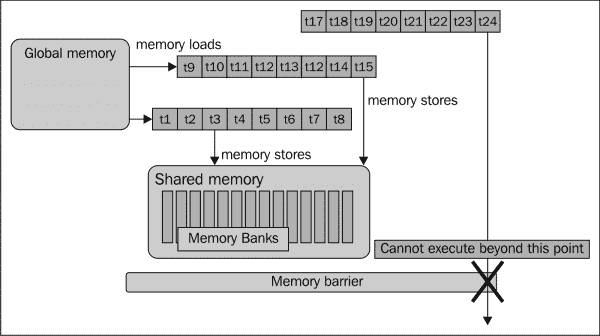 t17 t18 t19 t20 t21 t22 t23 t24
Global memory
memory loads
t9 t10 t11 t12 t13 t12 t14 t15
memory stores
t1 t2 t3 t4 t5 t6 t7 t8
memory stores
Shared memory
Memory Banks
Cannot execute beyond this point
Memory barrier